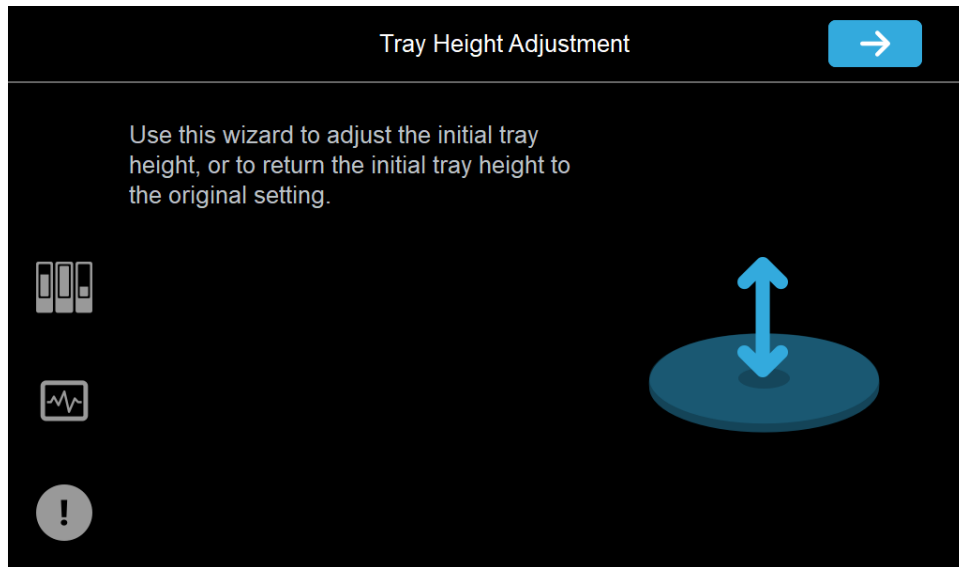 Tray Height Adjustment
Use this wizard to adjust the initial tray
height, or to return the initial tray height to
the original setting.
!